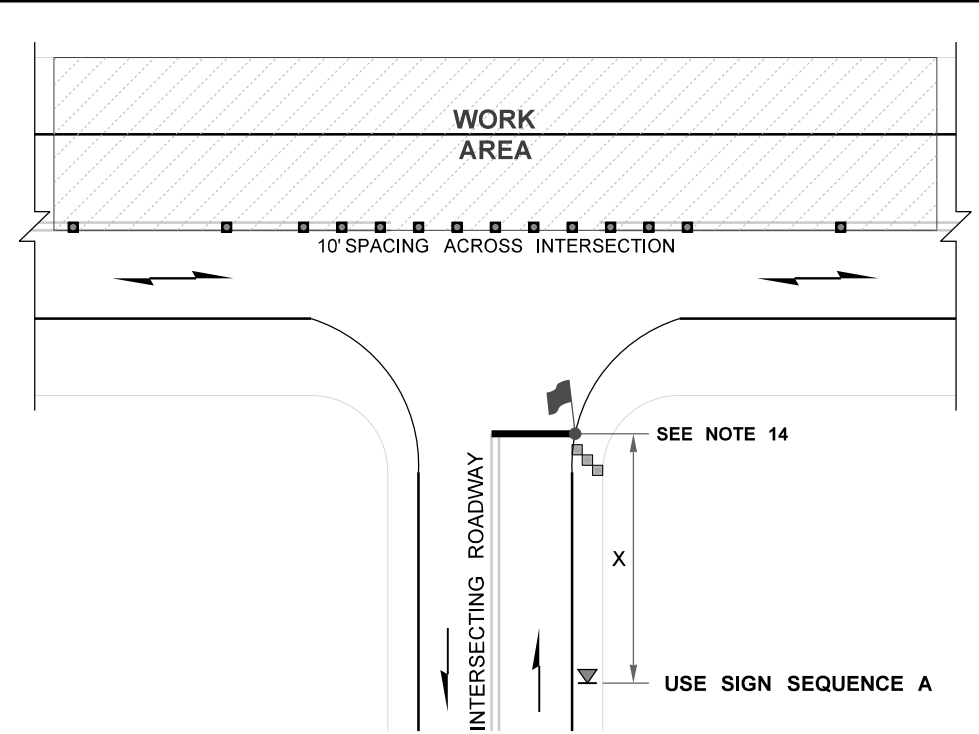 WORK
AREA
10' SPACING ACROSS INTERSECTION
SEE NOTE 14
INTERSECTING ROADWAY
X
USE SIGN SEQUENCE A